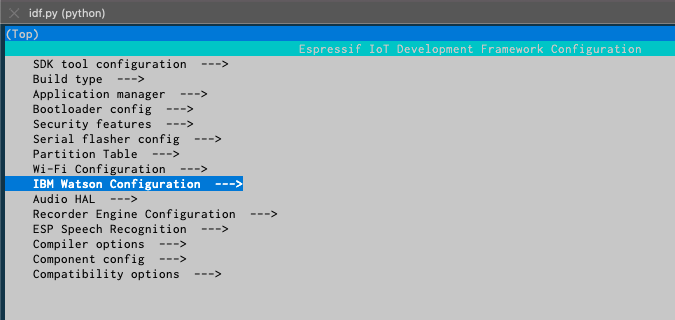 idf.py (python)
(Top)
Espressif IoT Development Framework Configuration
SDK tool configuration --->
Build type --->
Application manager --->
Bootloader config --->
Security features --->
Serial flasher config --->
Partition Table --->
Wi-Fi Configuration --->
IBM Watson Configuration --->
Audio HAL --->
Recorder Engine Configuration --->
ESP Speech Recognition --->
Compiler options --->
Component config --->
Compatibility options --->